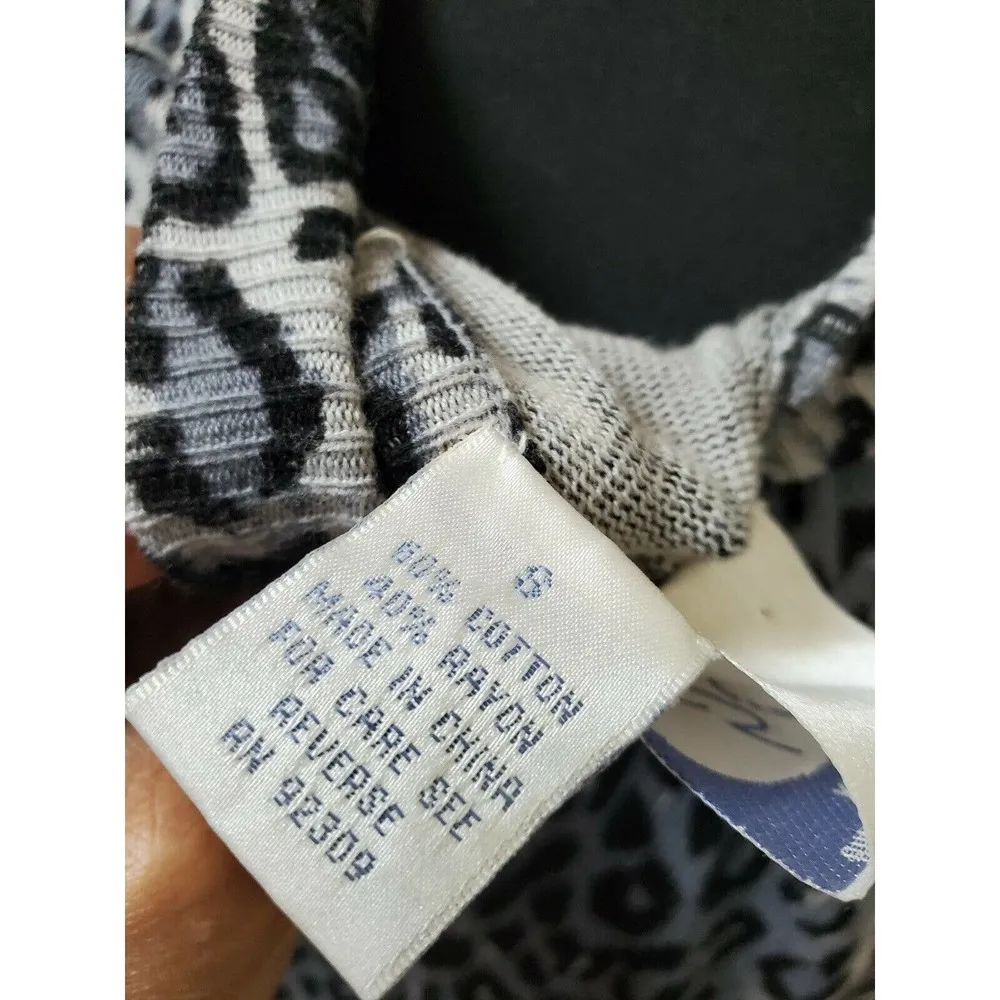 S
60% COTTON
40% RAYON
MADE IN CHINA
FOR CARE SEE
REVERSE
RN 92309